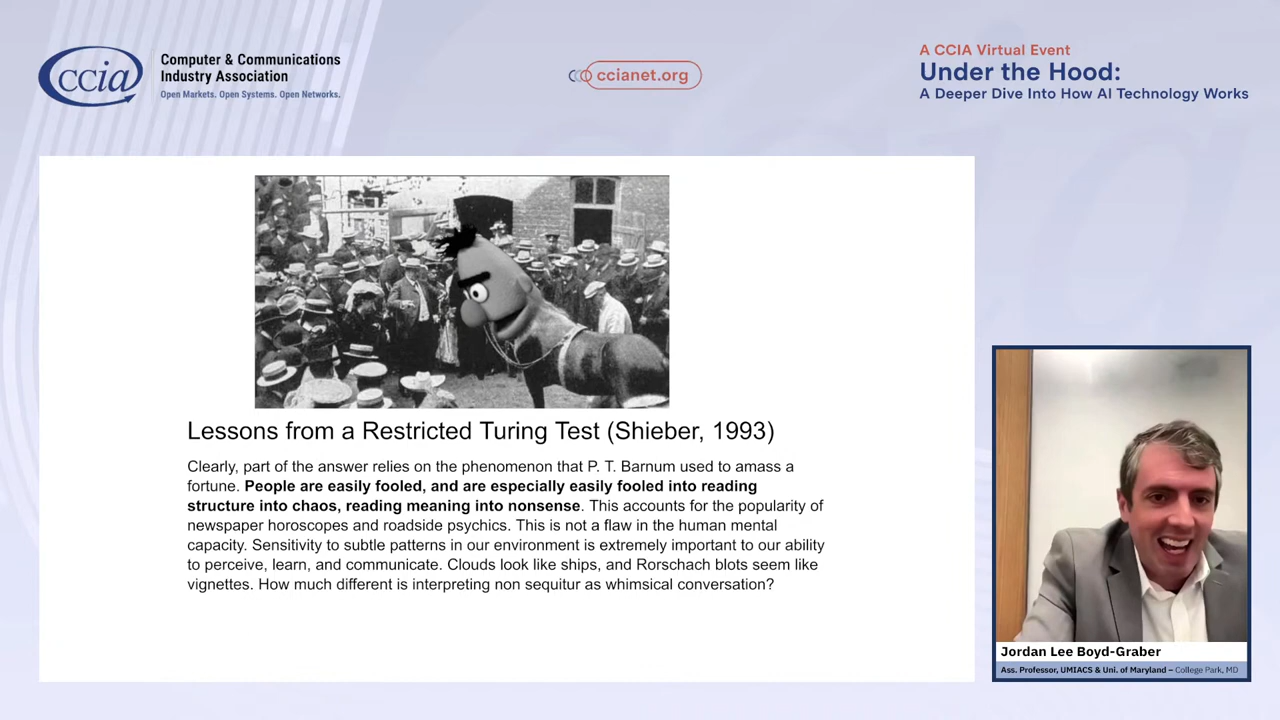 ccia
Computer & Communications
Industry Association
Open Markets. Open Systems. Open Networks.
ccianet.org
A CCIA Virtual Event
Under the Hood:
A Deeper Dive Into How AI Technology Works
Lessons from a Restricted Turing Test (Shieber, 1993)
Clearly, part of the answer relies on the phenomenon that P. T. Barnum used to amass a
fortune. People are easily fooled, and are especially easily fooled into reading
structure into chaos, reading meaning into nonsense. This accounts for the popularity of
newspaper horoscopes and roadside psychics. This is not a flaw in the human mental
capacity. Sensitivity to subtle patterns in our environment is extremely important to our ability
to perceive, learn, and communicate. Clouds look like ships, and Rorschach blots seem like
vignettes. How much different is interpreting non sequitur as whimsical conversation?
Jordan Lee Boyd-Graber
Ass. Professor, UMIACS & Uni. of Maryland – College Park, MD